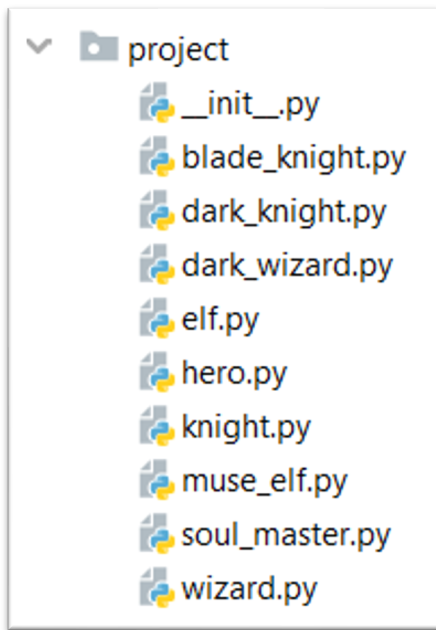 project
__init__.py
blade_knight.py
dark_knight.py
dark_wizard.py
elf.py
hero.py
knight.py
muse_elf.py
soul_master.py
wizard.py